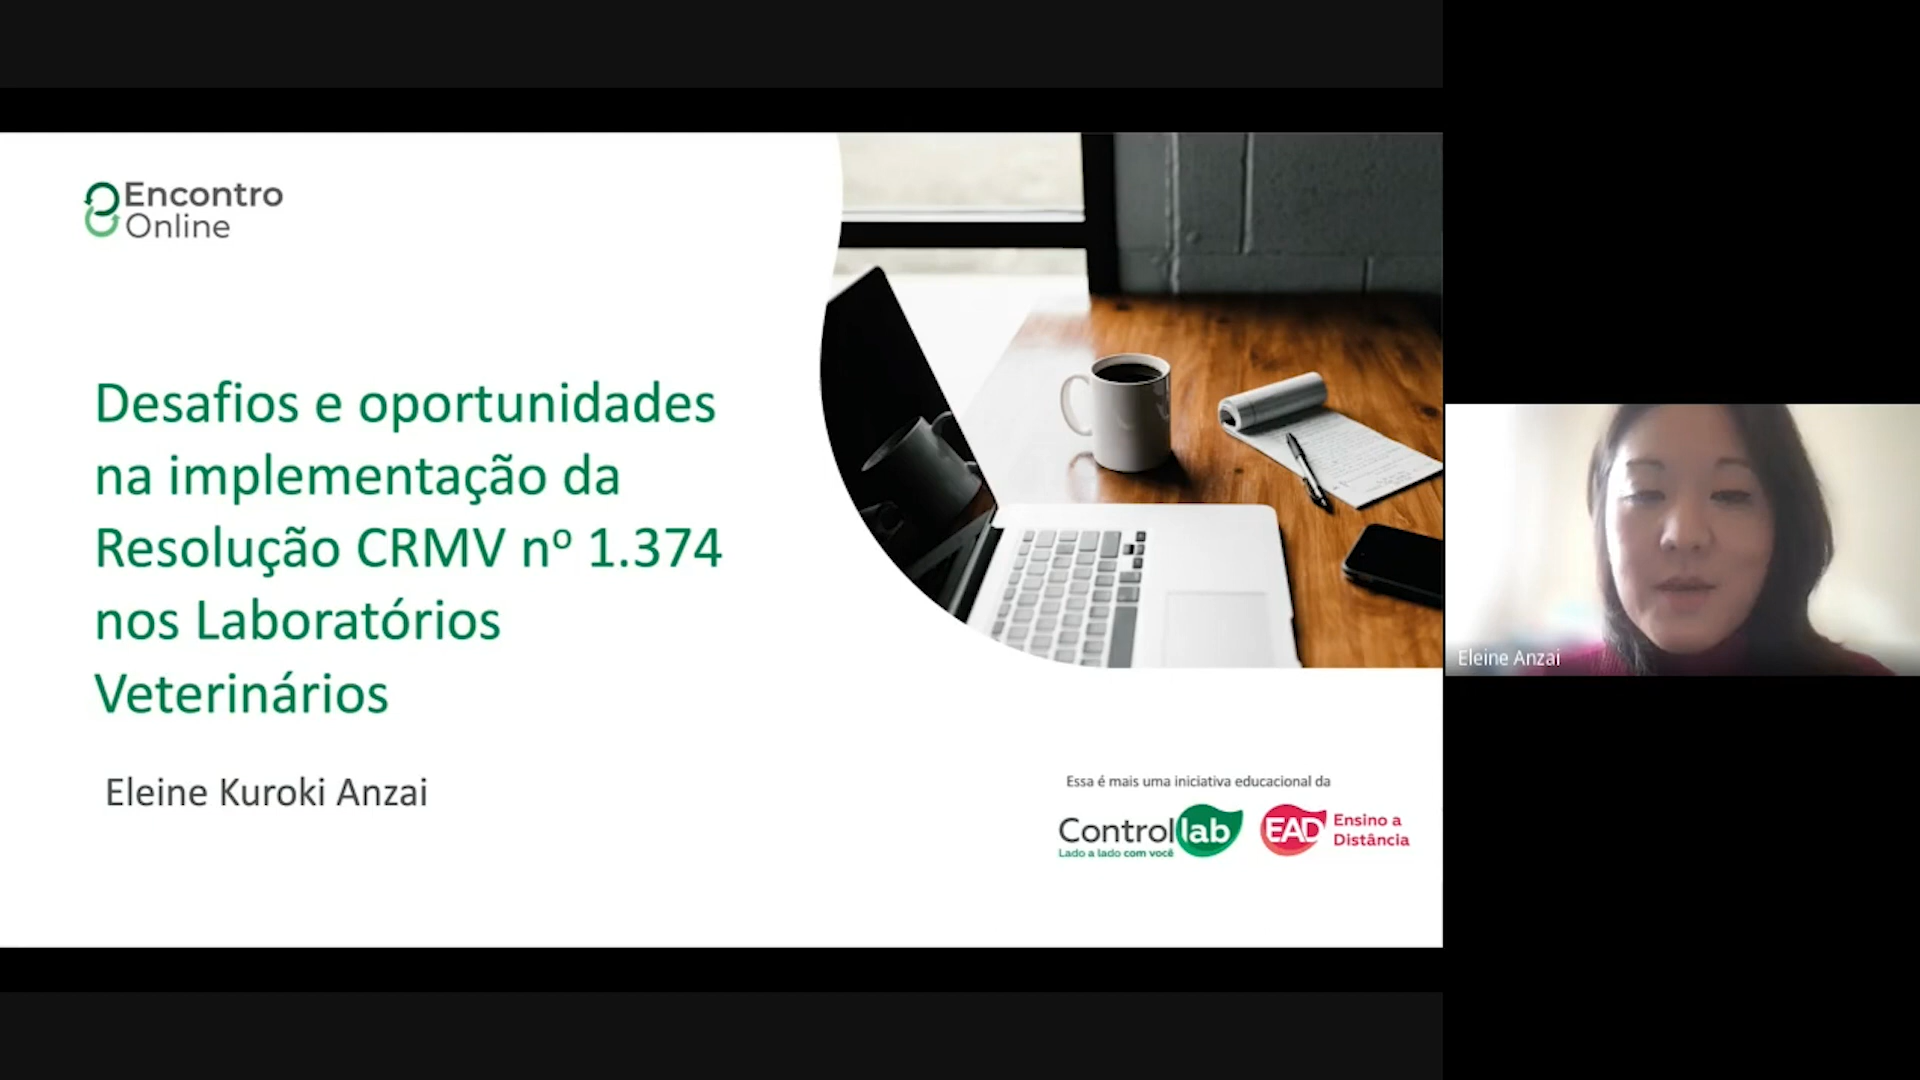 Encontro
Online
Desafios e oportunidades
na implementação da
Resolução CRMV nº 1.374
nos Laboratórios
Veterinários
Eleine Kuroki Anzai
Essa é mais uma iniciativa educacional da
Controllab
Lado a lado com você
EAD
Ensino a
Distância
Eleine Anzai